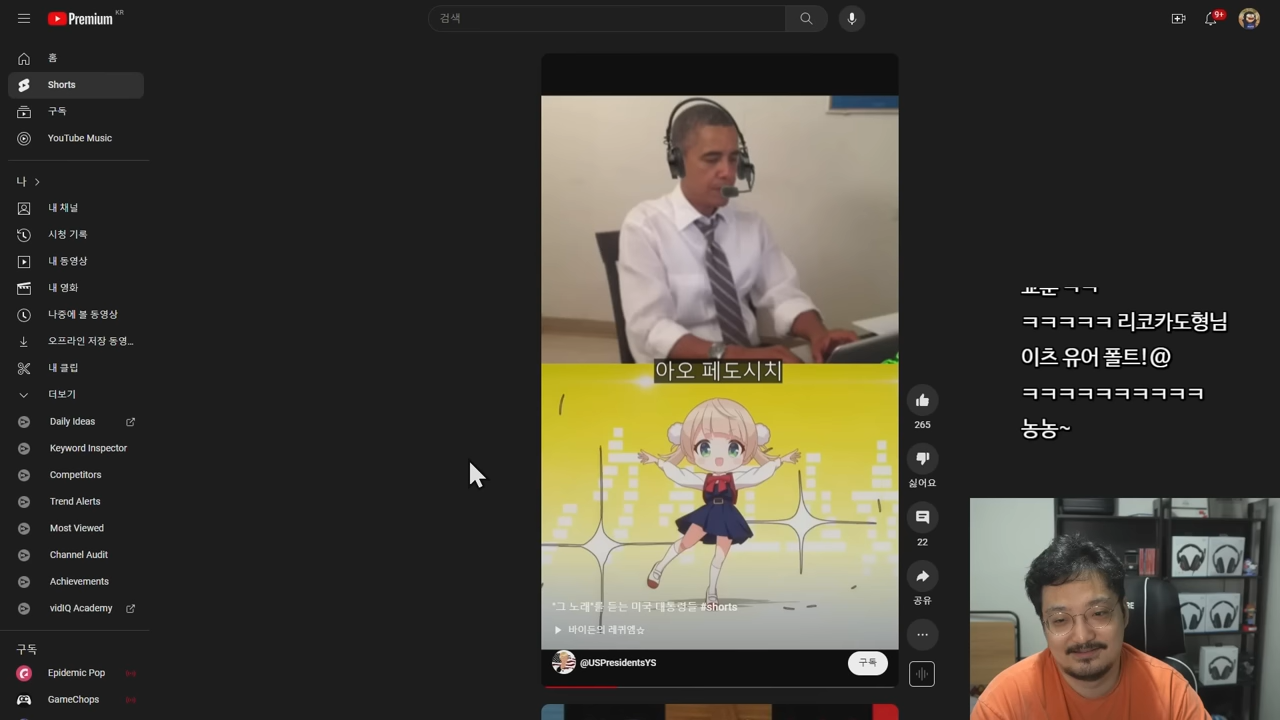 Premium KR
검색
9+
홈
Shorts
구독
YouTube Music
나
내 채널
시청 기록
내 동영상
내 영화
나중에 볼 동영상
오프라인 저장 동영...
내 클립
더보기
Daily Ideas
Keyword Inspector
Competitors
Trend Alerts
Most Viewed
Channel Audit
Achievements
vidIQ Academy
구독
Epidemic Pop
GameChops
아오 페도시치
"그 노래"를 듣는 미국 대통령들 #shorts
바이든의 레퀴엠☆
@USPresidentsYS
구독
265
싫어요
22
공유
ㅋㅋㅋㅋㅋ 리코카도형님
이츠 유어 폴트!@
ㅋㅋㅋㅋㅋㅋㅋㅋㅋㅋ
농농~